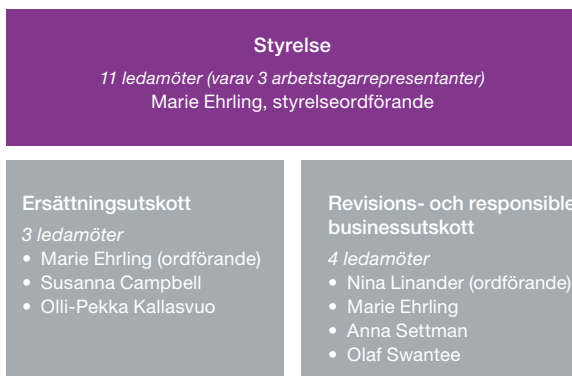 Styrelse
11 ledamöter (varav 3 arbetstagarrepresentanter)
Marie Ehrling, styrelseordförande
Ersättningsutskott
3 ledamöter
• Marie Ehrling (ordförande)
• Susanna Campbell
• Olli-Pekka Kallasvuo
Revisions- och responsible
businessutskott
4 ledamöter
• Nina Linander (ordförande)
• Marie Ehrling
• Anna Settman
• Olaf Swantee